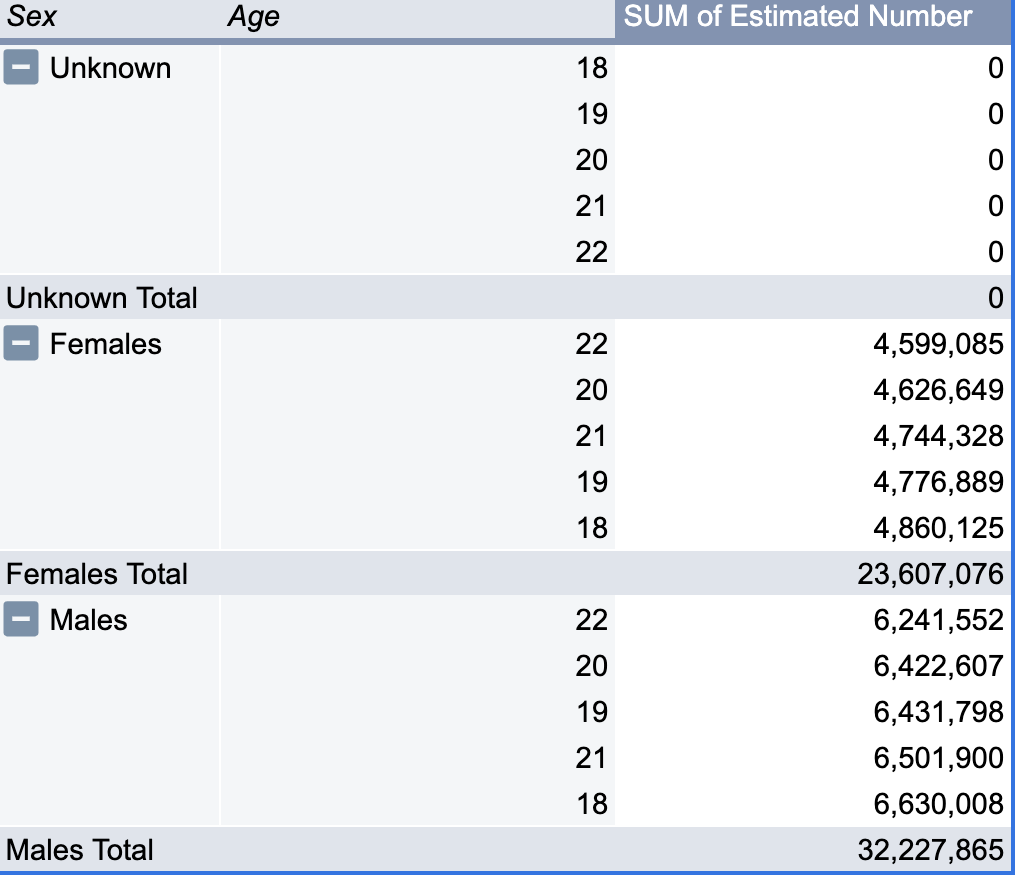 Sex Age SUM of Estimated Number
Unknown 18 0
19 0
20 0
21 0
22 0
Unknown Total 0
Females 22 4,599,085
20 4,626,649
21 4,744,328
19 4,776,889
18 4,860,125
Females Total 23,607,076
Males 22 6,241,552
20 6,422,607
19 6,431,798
21 6,501,900
18 6,630,008
Males Total 32,227,865